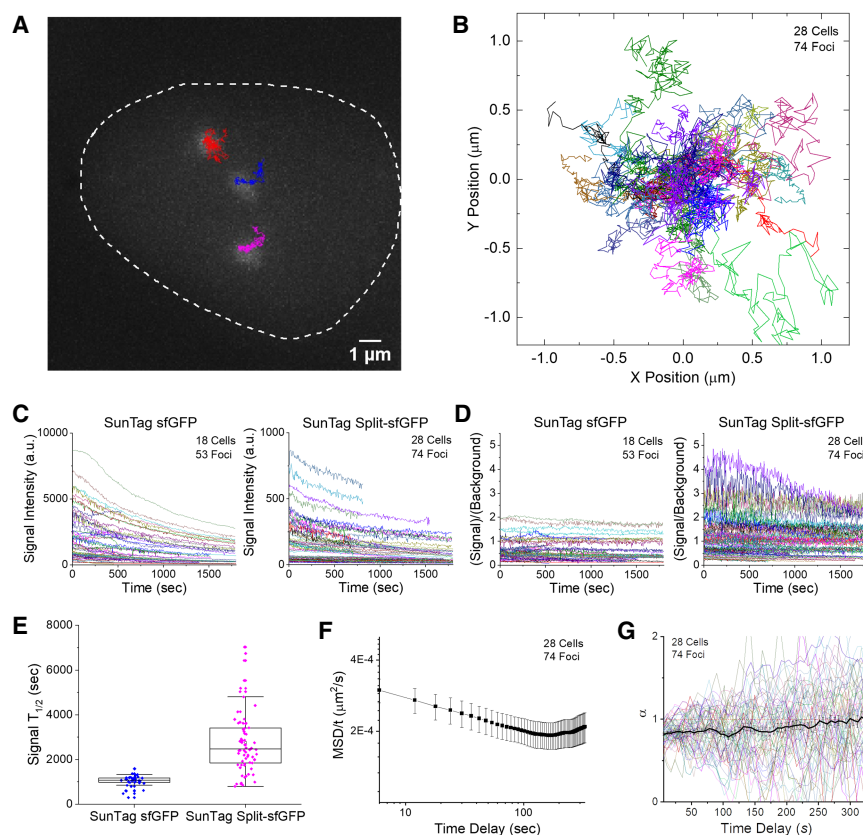 A
1 μm
B
28 Cells
74 Foci
1.0
0.5
0.0
-0.5
-1.0
Y Position (μm)
-1.0
-0.5
0.0
0.5
1.0
X Position (μm)
C
SunTag sfGFP
18 Cells
53 Foci
10000
5000
0
Signal Intensity (a.u.)
0
500
1000
1500
Time (sec)
SunTag Split-sfGFP
28 Cells
74 Foci
1000
500
0
Signal Intensity (a.u.)
0
500
1000
1500
Time (sec)
D
SunTag sfGFP
18 Cells
53 Foci
5
4
3
2
1
0
(Signal)/(Background)
0
500
1000
1500
Time (sec)
SunTag Split-sfGFP
28 Cells
74 Foci
5
4
3
2
1
0
(Signal/Background)
0
500
1000
1500
Time (sec)
E
8000
6000
4000
2000
0
Signal T1/2 (sec)
SunTag sfGFP
SunTag Split-sfGFP
F
28 Cells
74 Foci
4E-4
2E-4
MSD/t (μm2/s)
10
100
Time Delay (sec)
G
28 Cells
74 Foci
2
1
0
α
50
100
150
200
250
300
Time Delay (s)